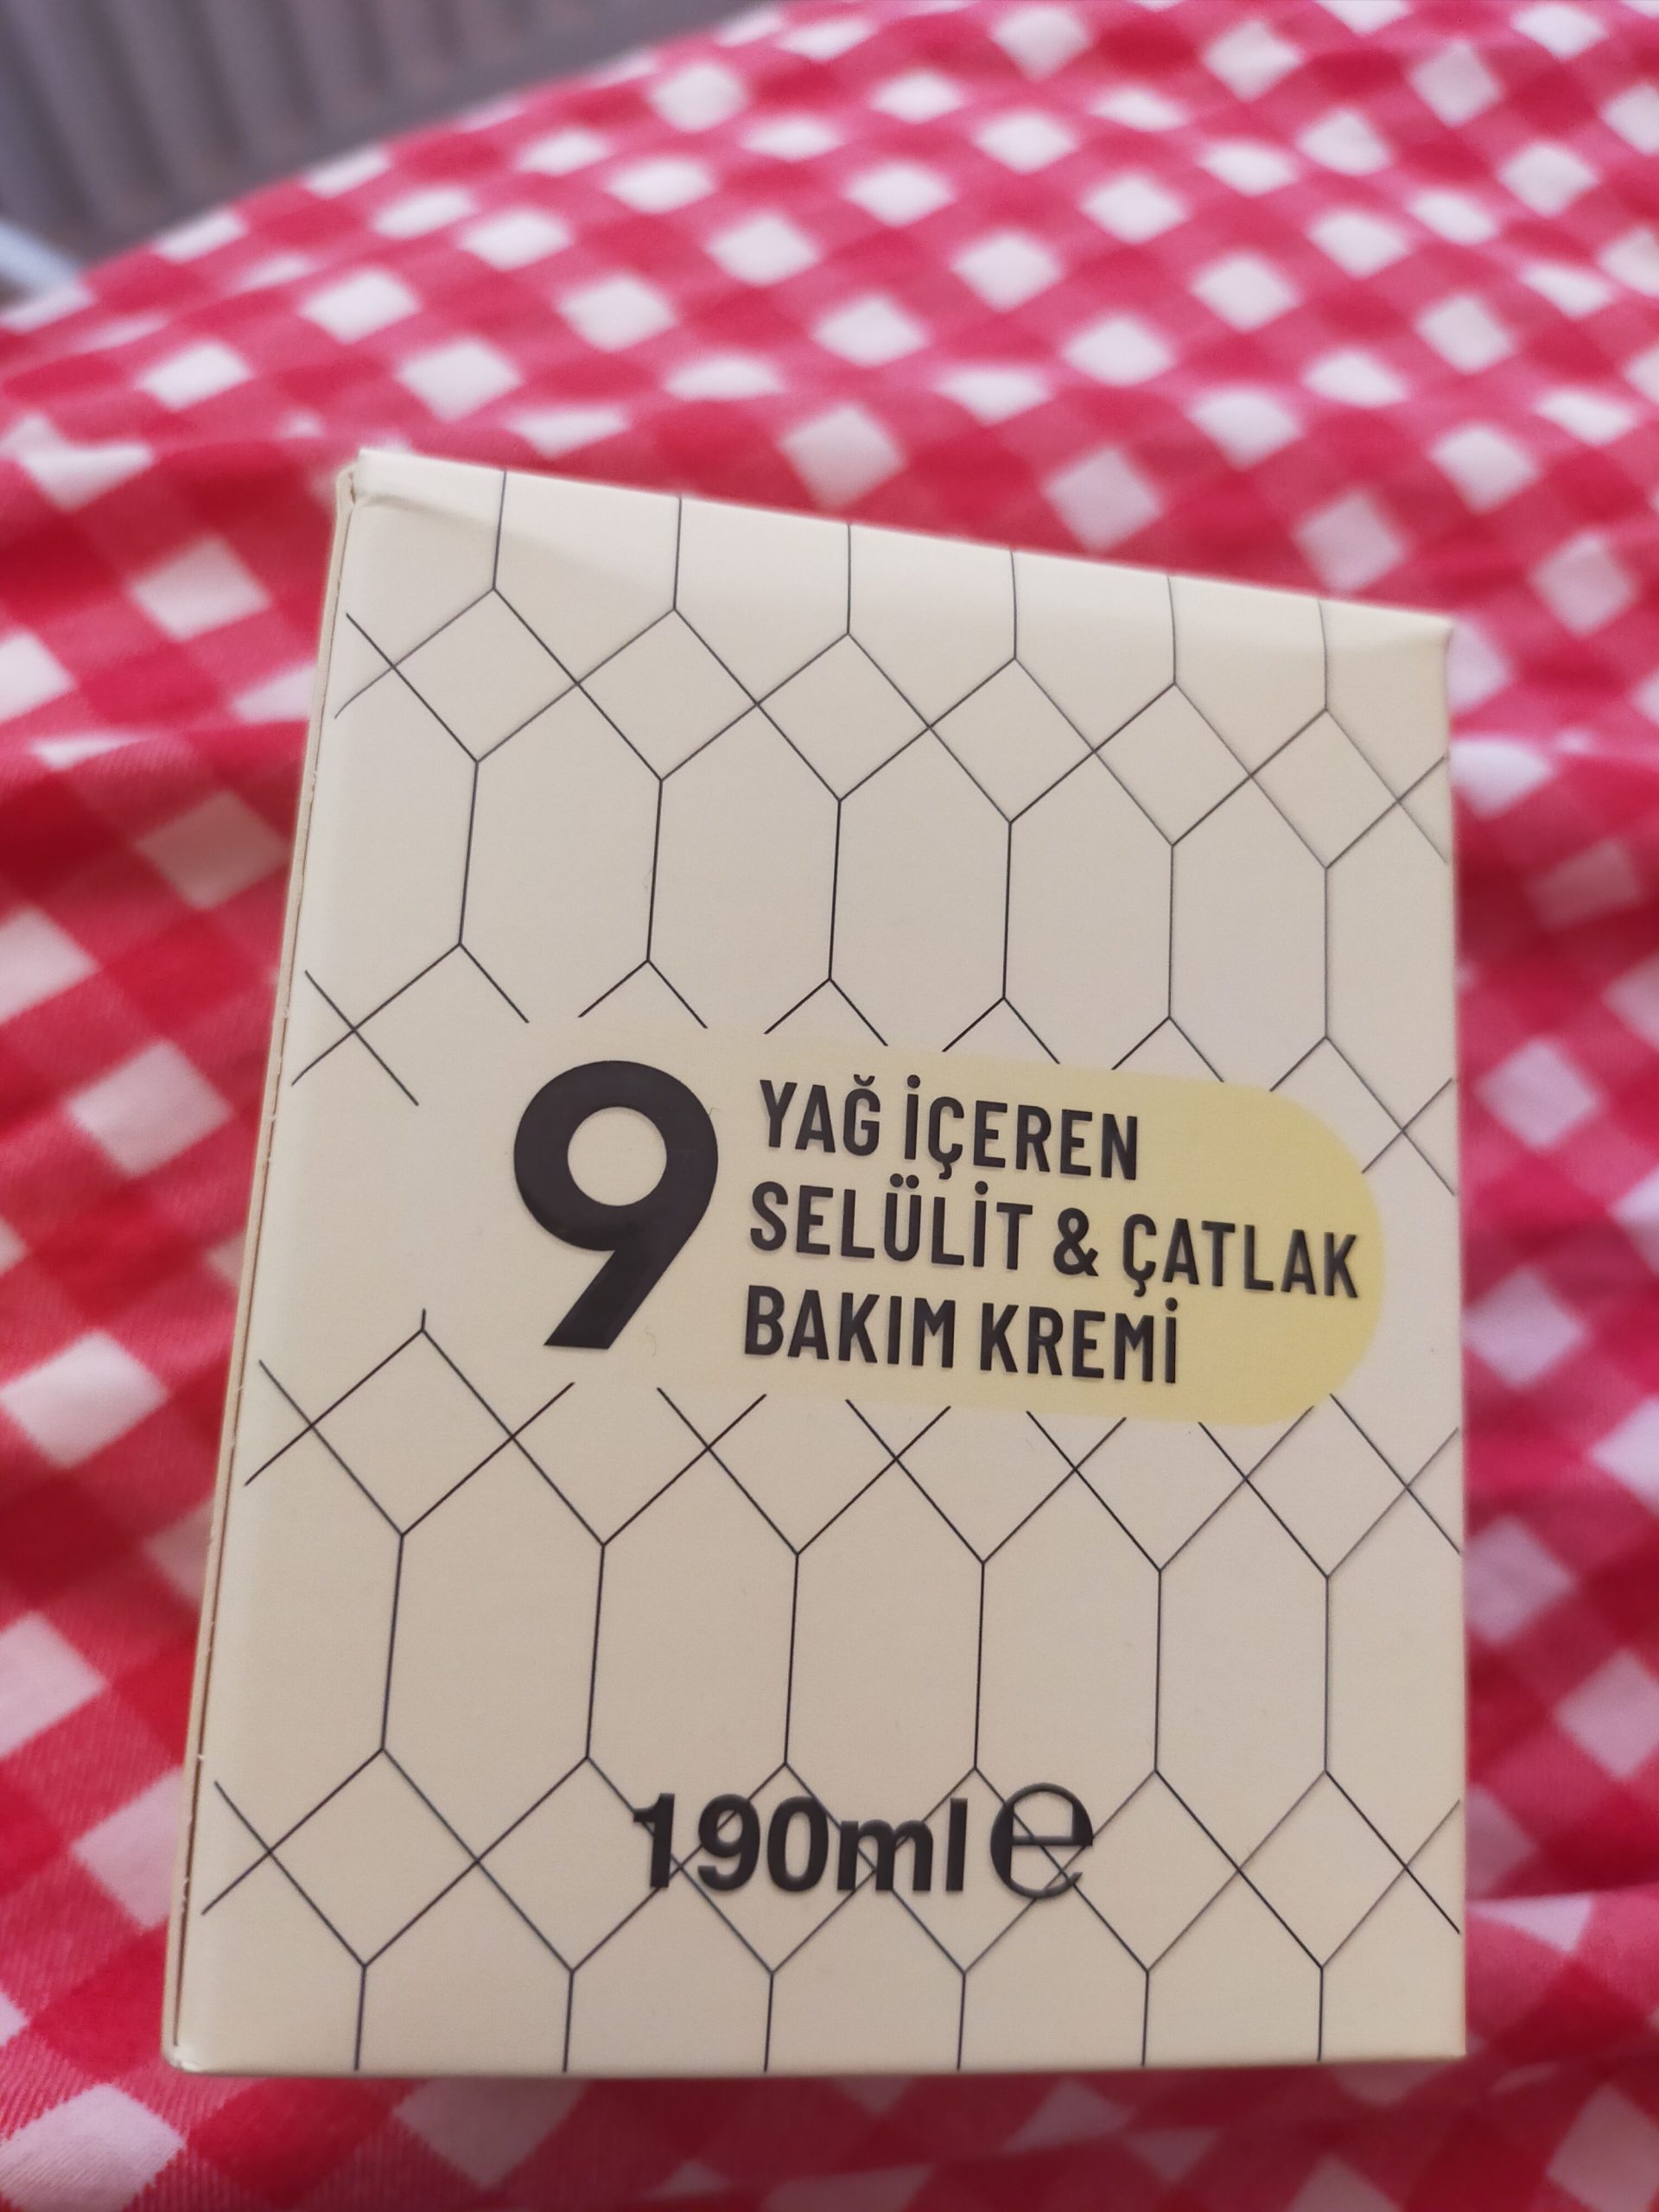 9 YAĞ İÇEREN
SELÜLİT & ÇATLAK
BAKIM KREMİ
190ml e